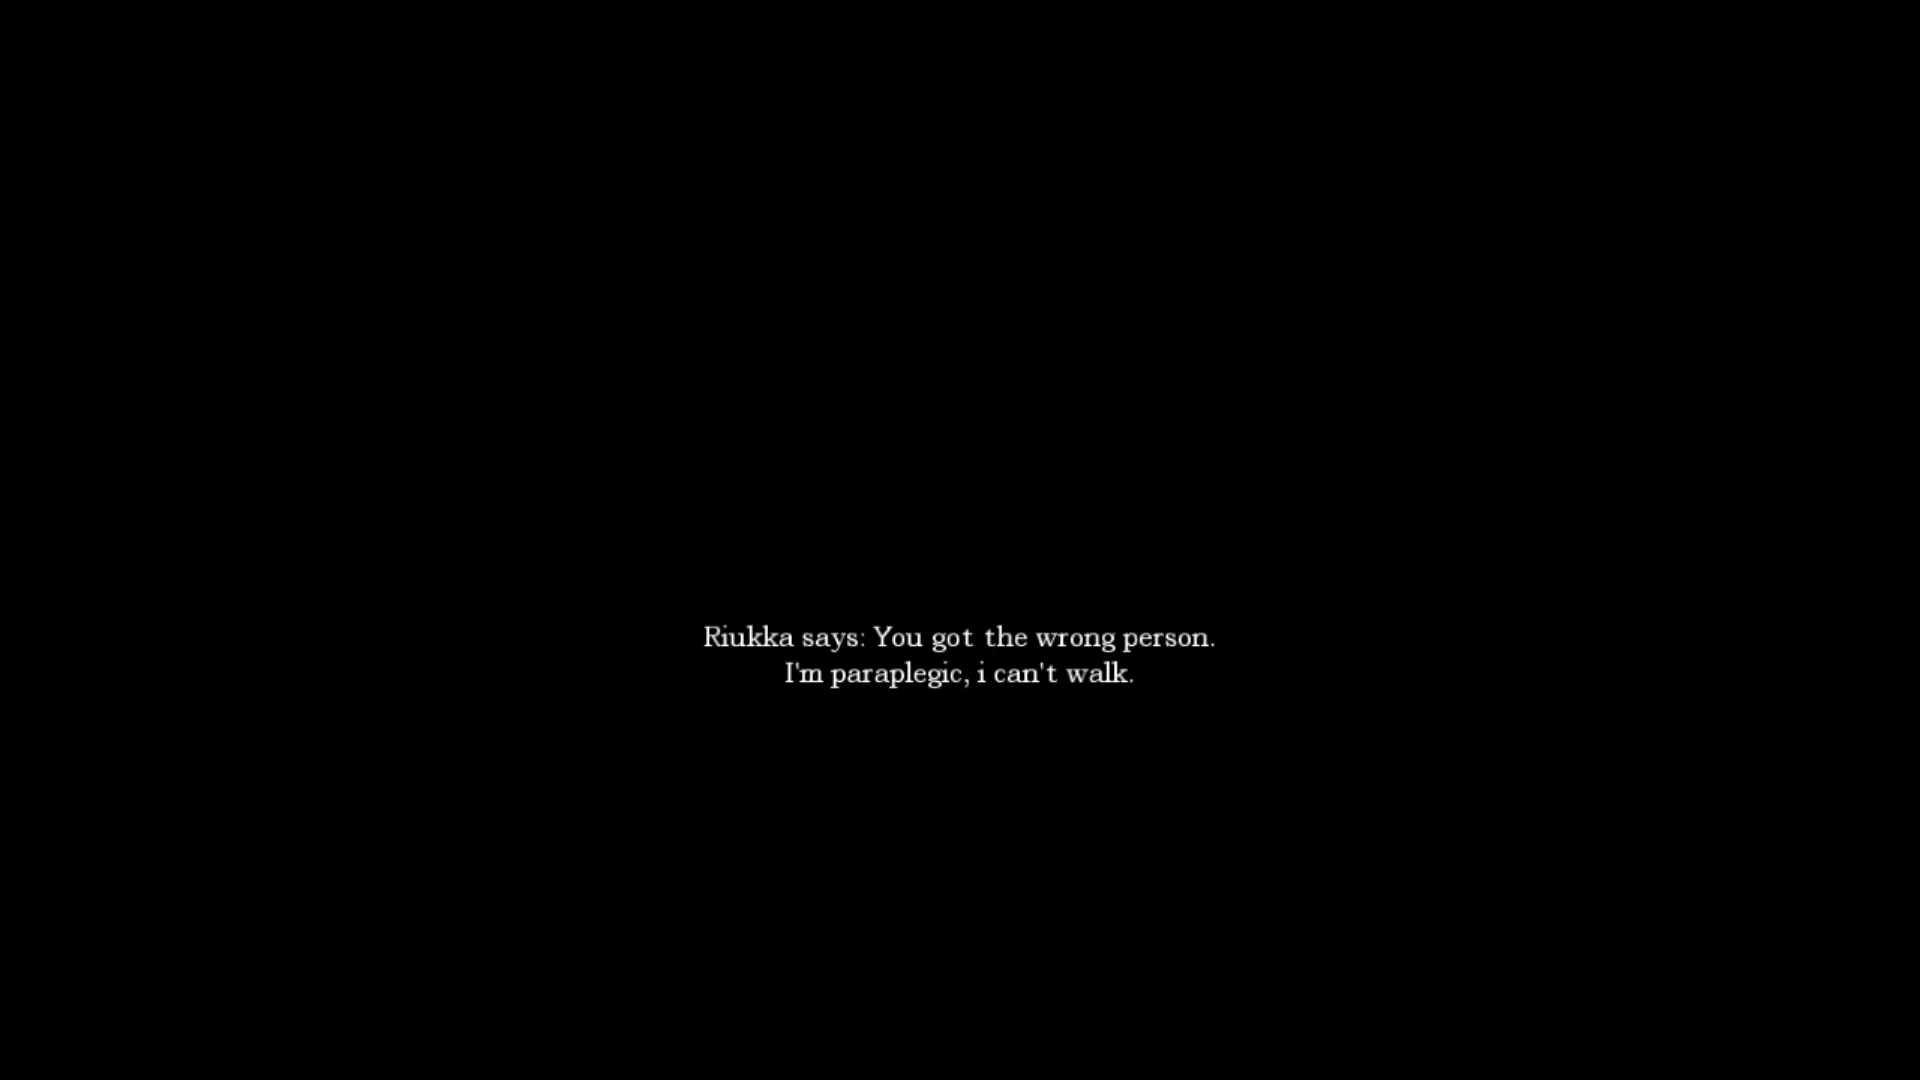 Riukka says: You got the wrong person.
I'm paraplegic, i can't walk.